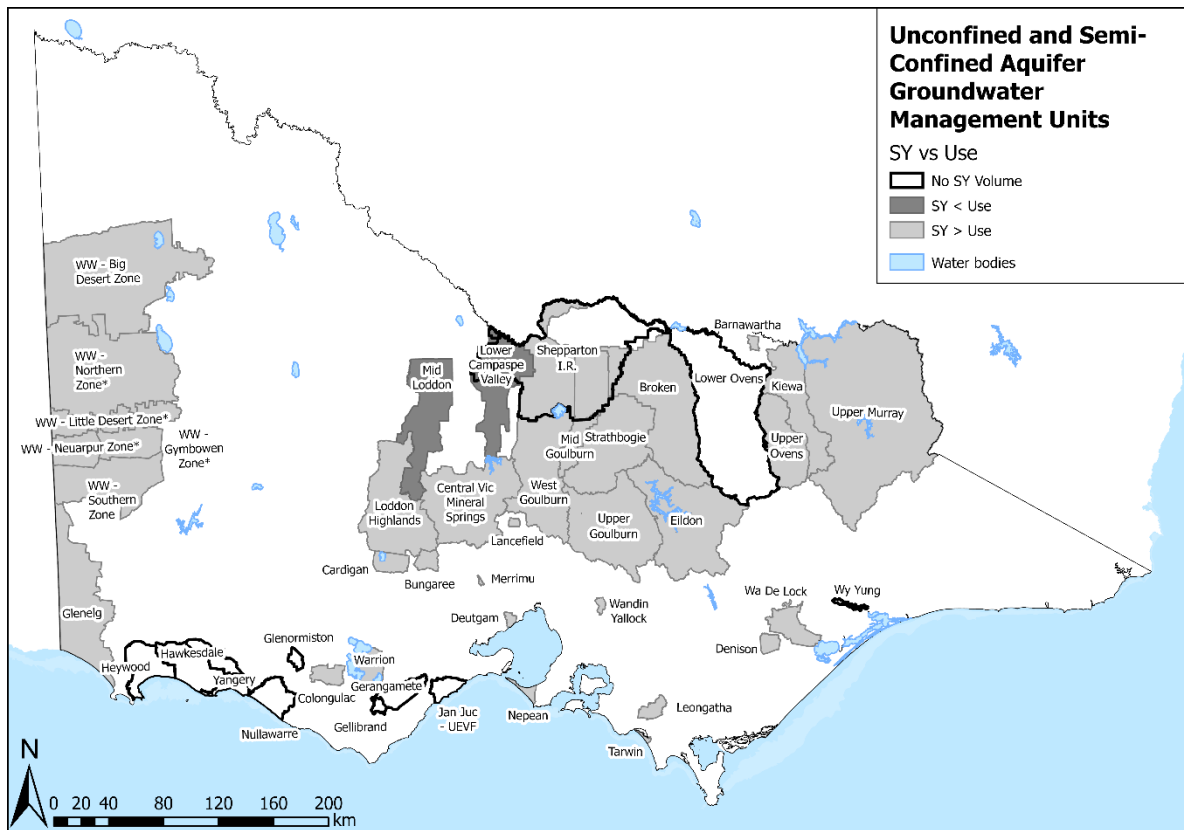 Unconfined and Semi-
Confined Aquifer
Groundwater
Management Units
SY vs Use
No SY Volume
SY < Use
SY > Use
Water bodies
WW - Big
Desert Zone
WW -
Northern
Zone*
WW - Little Desert Zone*
WW - Neuarpur Zone*
WW -
Gymbowen
Zone*
WW -
Southern
Zone
Glenelg
Mid
Loddon
Lower
Campaspe
Valley
Shepparton
I.R.
Barnawartha
Broken
Lower Ovens
Kiewa
Upper Murray
Upper
Ovens
Mid
Goulburn
Strathbogie
Loddon
Highlands
Central Vic
Mineral
Springs
West
Goulburn
Upper
Goulburn
Eildon
Lancefield
Cardigan
Bungaree
Merrimu
Deutgam
Wandin
Yallock
Wa De Lock
Wy Yung
Denison
Heywood
Hawkesdale
Glenormiston
Yangery
Warrion
Colongulac
Gerangamete
Nullawarre
Gellibrand
Jan Juc
- UEVF
Nepean
Leongatha
Tarwin
N
0 20 40 80 120 160 200
km